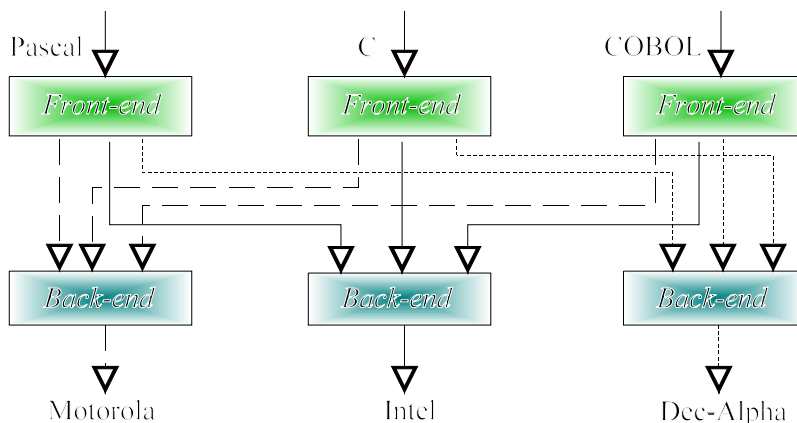 Pascal C COBOL
Front-end Front-end Front-end
Back-end Back-end Back-end
Motorola Intel Dec-Alpha